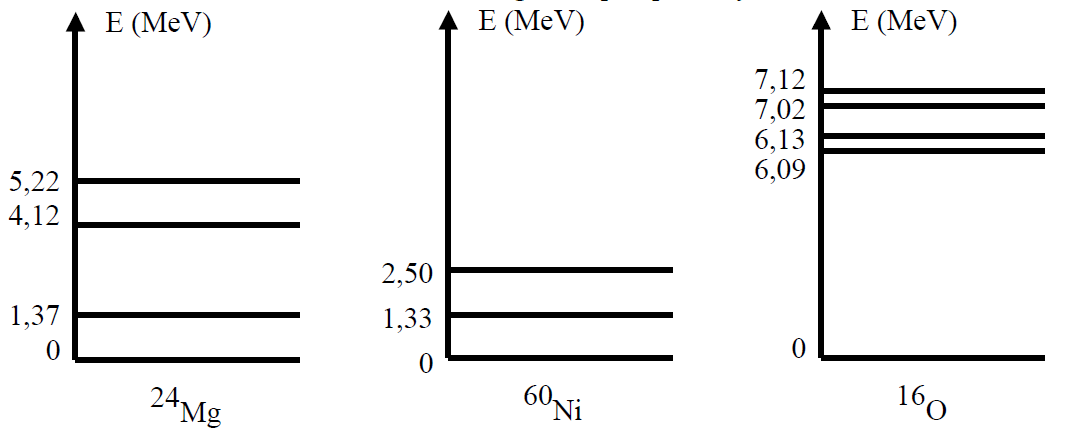 E (MeV)
5,22
4,12
1,37
0
24Mg
E (MeV)
2,50
1,33
0
60Ni
E (MeV)
7,12
7,02
6,13
6,09
0
16O